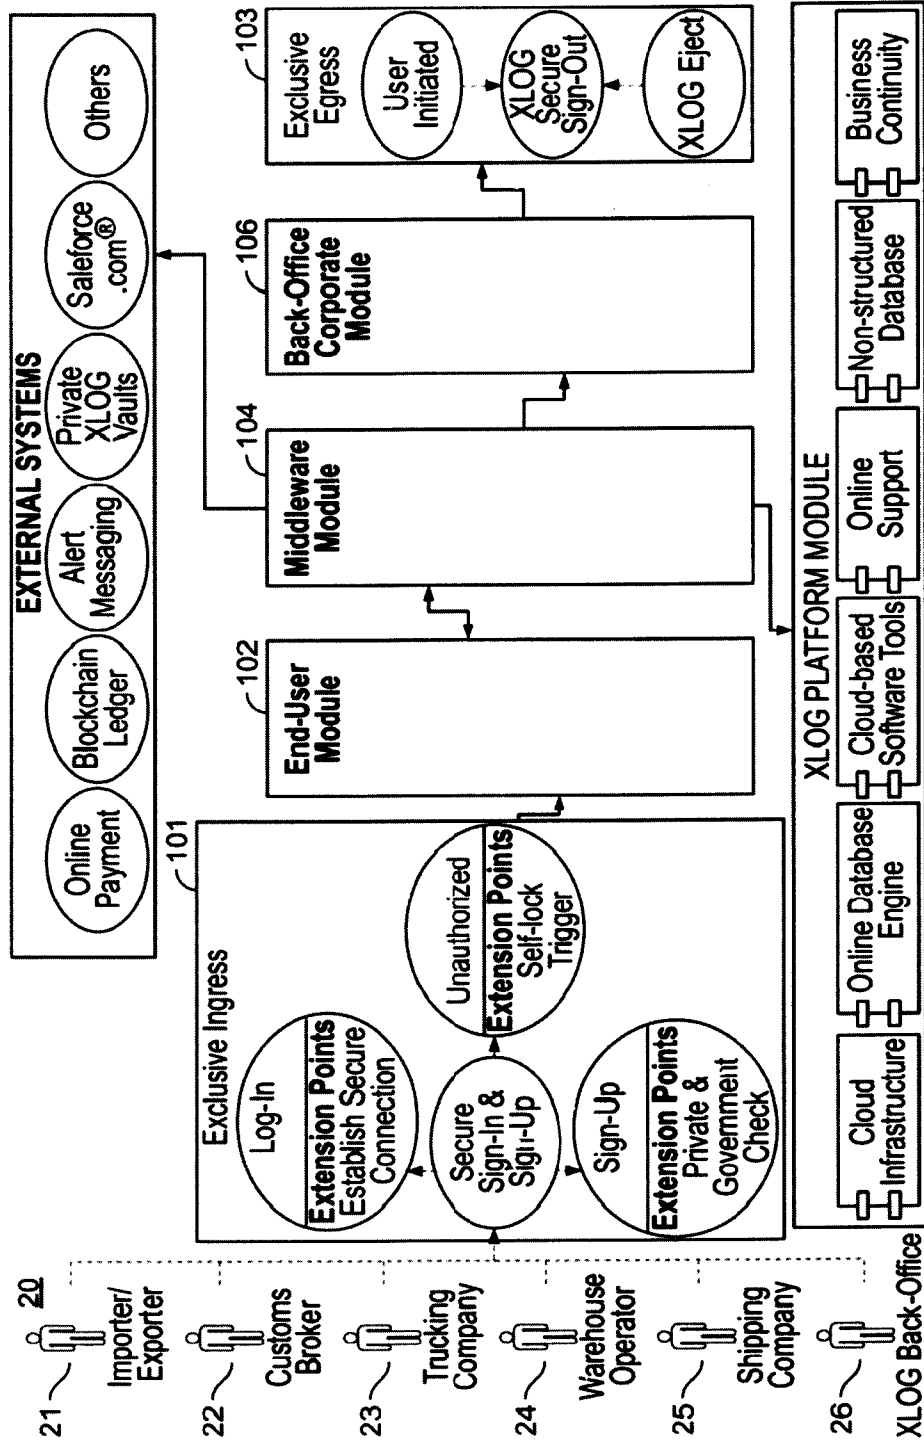 20
21
Importer/
Exporter
22
Customs
Broker
23
Trucking
Company
24
Warehouse
Operator
25
Shipping
Company
26
XLOG Back-Office
EXTERNAL SYSTEMS
Online
Payment
Blockchain
Ledger
Alert
Messaging
Private
XLOG
Vaults
Saleforce
.com®
Others
101
Exclusive Ingress
Log-In
Extension Points
Establish Secure
Connection
Secure
Sign-In &
Sign-Up
Sign-Up
Extension Points
Private &
Government
Check
Unauthorized
Extension Points
Self-lock
Trigger
102
End-User
Module
104
Middleware
Module
106
Back-Office
Corporate
Module
103
Exclusive
Egress
User
Initiated
XLOG
Secure
Sign-Out
XLOG Eject
XLOG PLATFORM MODULE
Cloud
Infrastructure
Online Database
Engine
Cloud-based
Software Tools
Online
Support
Non-structured
Database
Business
Continuity